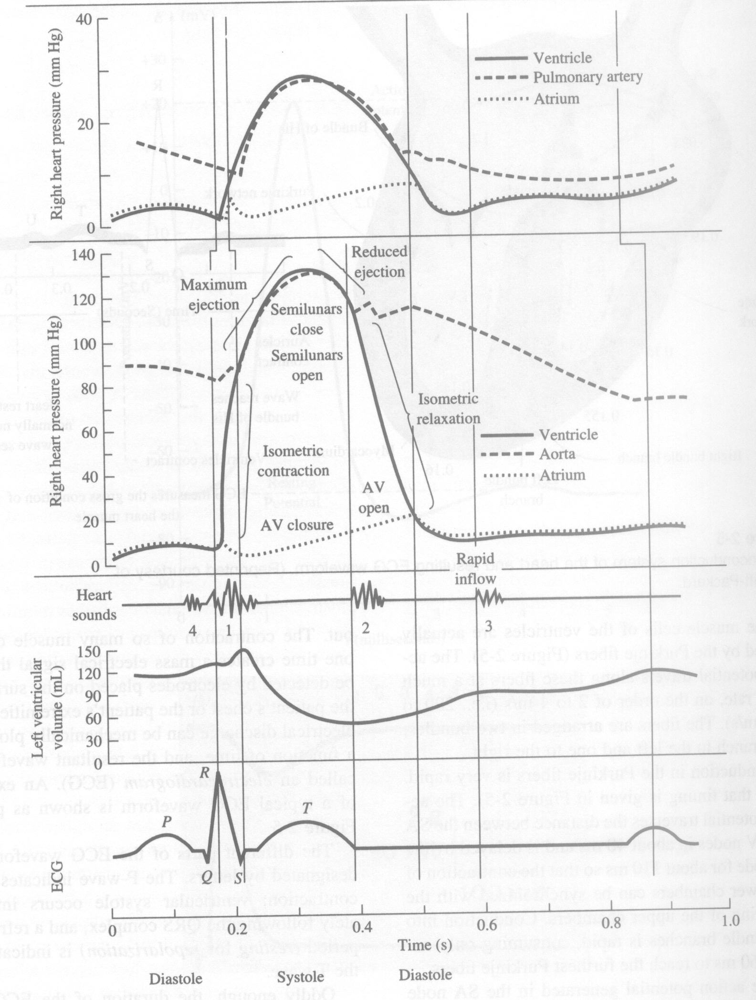 40
20
0
Right heart pressure (mm Hg)
Ventricle
Pulmonary artery
Atrium
140
120
100
80
60
40
20
0
Right heart pressure (mm Hg)
Maximum
ejection
Reduced
ejection
Semilunars
close
Semilunars
open
Isometric
relaxation
Ventricle
Aorta
Atrium
Isometric
contraction
AV
open
AV closure
Rapid
inflow
Heart
sounds
4
1
2
3
150
120
90
60
30
0
Left ventricular
volume (mL)
R
P
T
Q
S
ECG
0
0.2
0.4
0.6
0.8
1.0
Time (s)
Diastole
Systole
Diastole